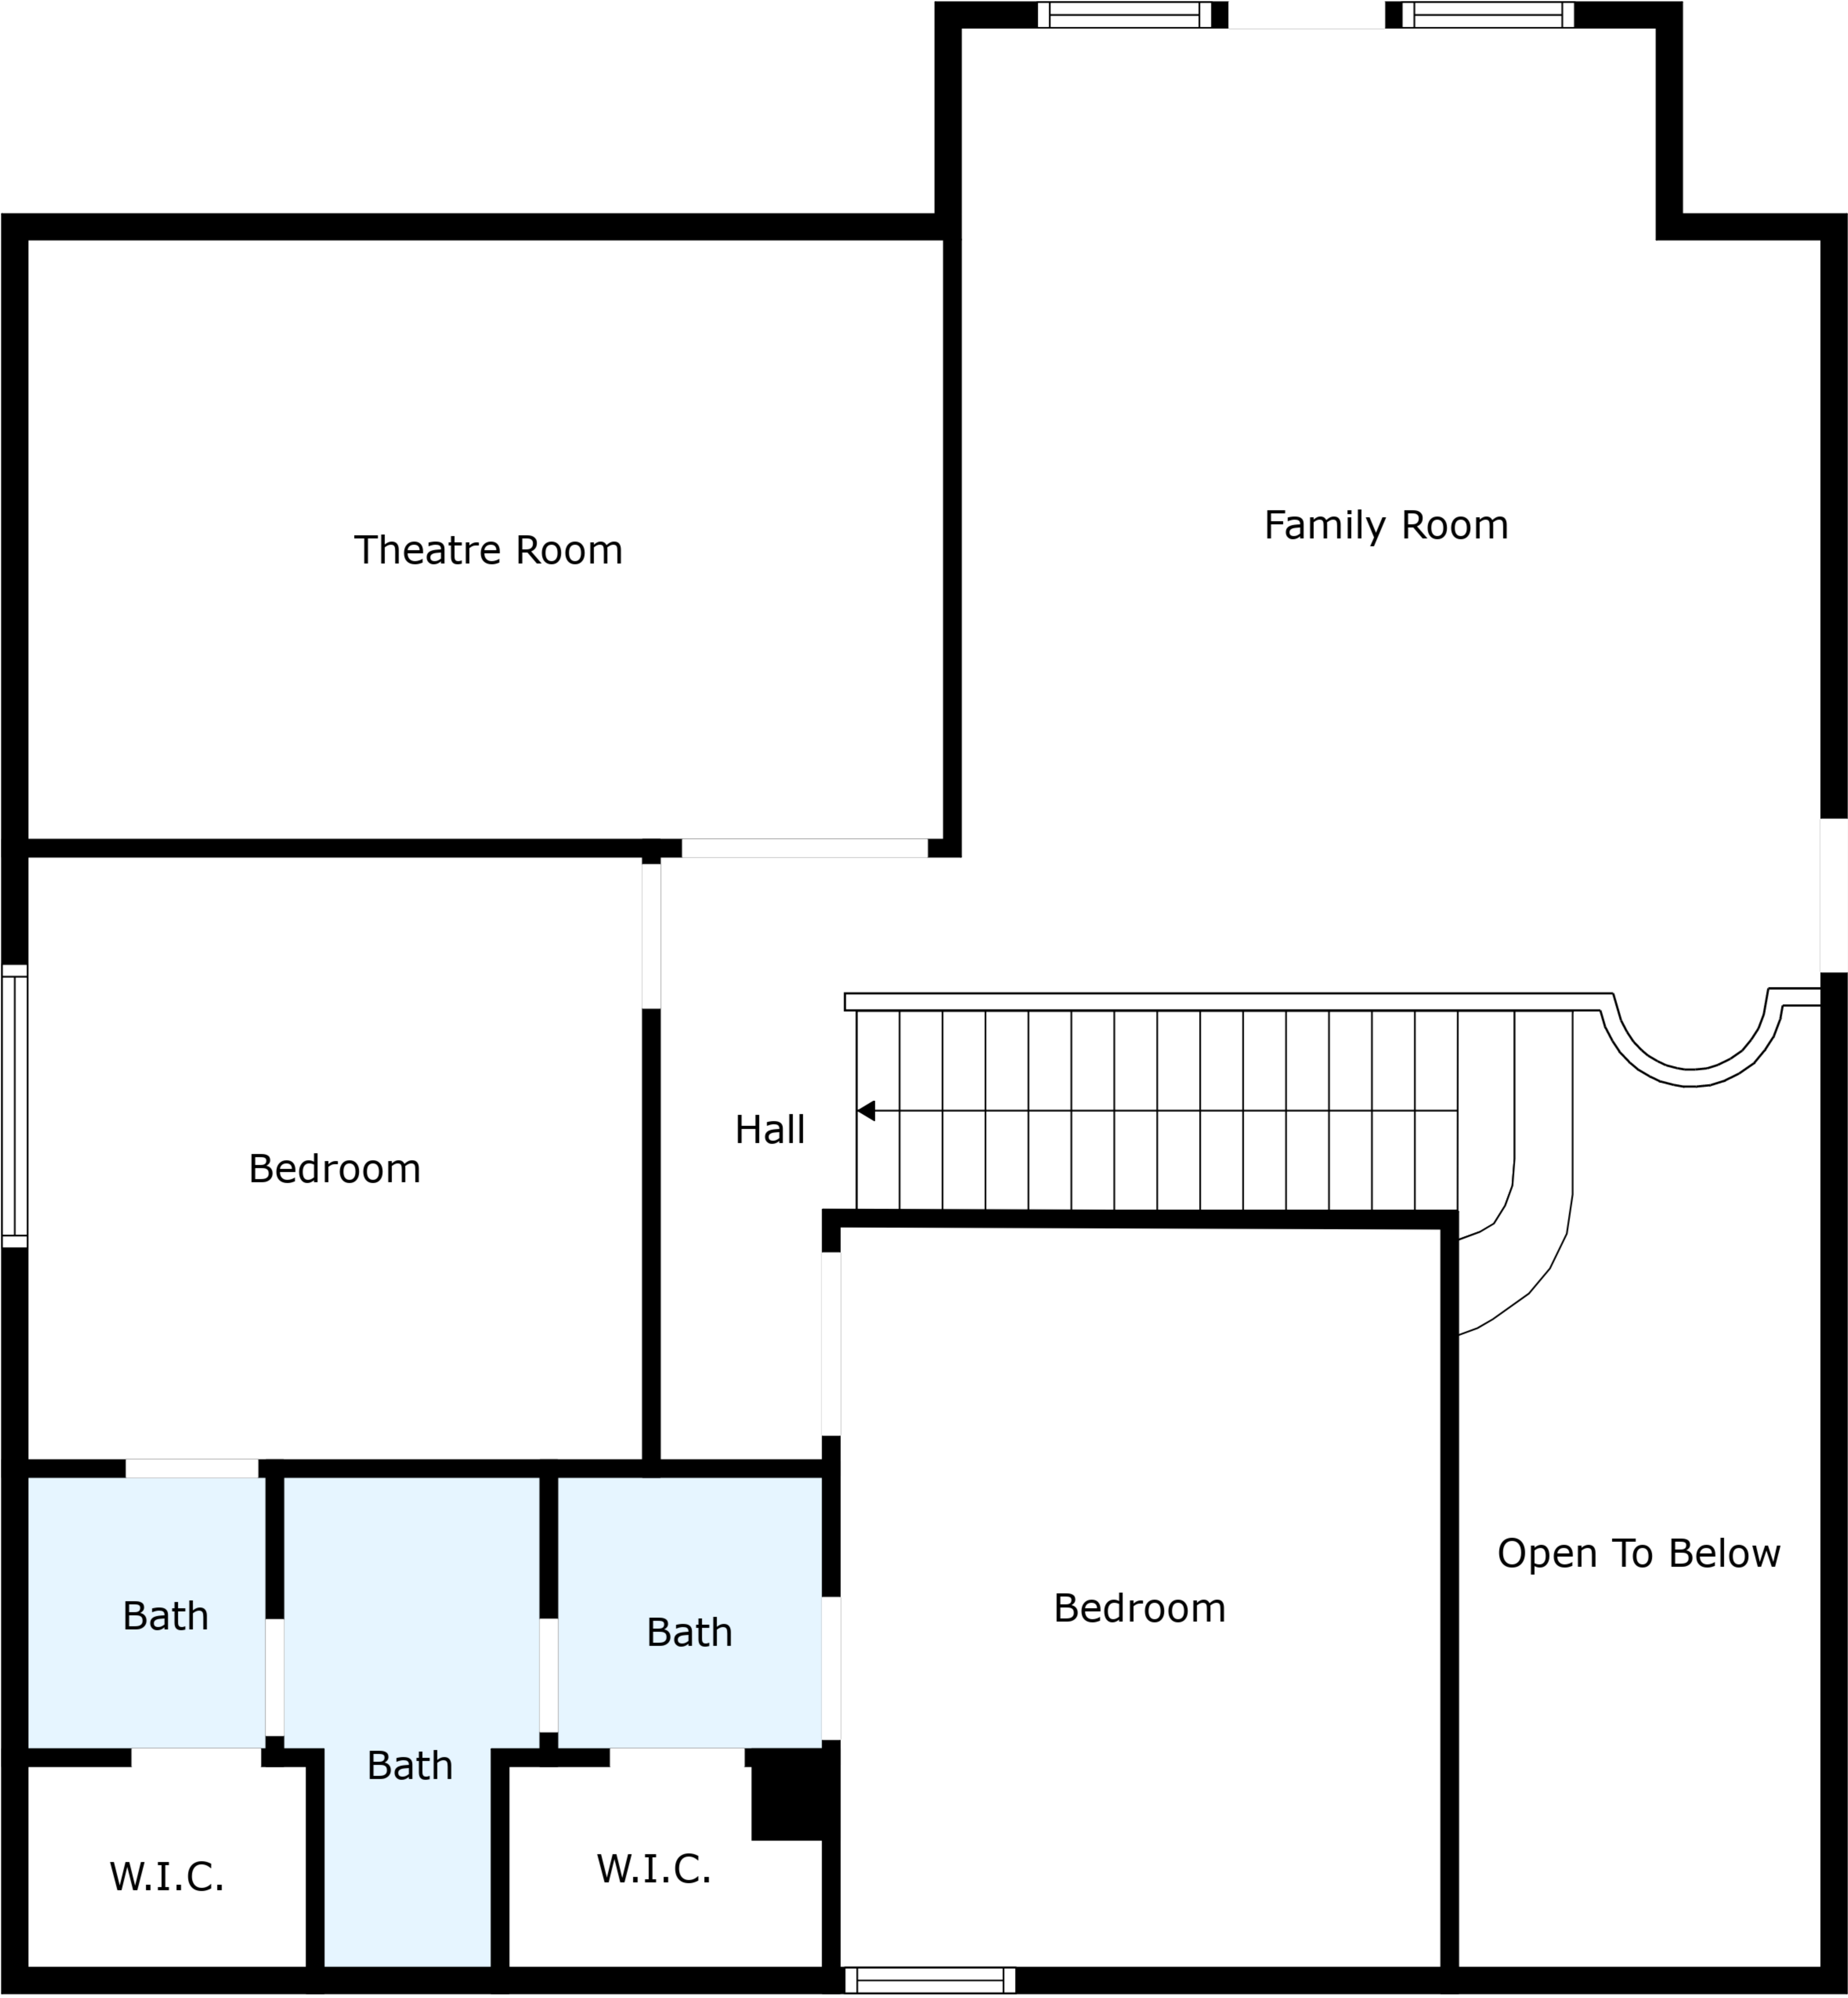 Family Room
Theatre Room
Hall
Bedroom
Open To Below
Bedroom
Bath
Bath
Bath
W.I.C.
W.I.C.